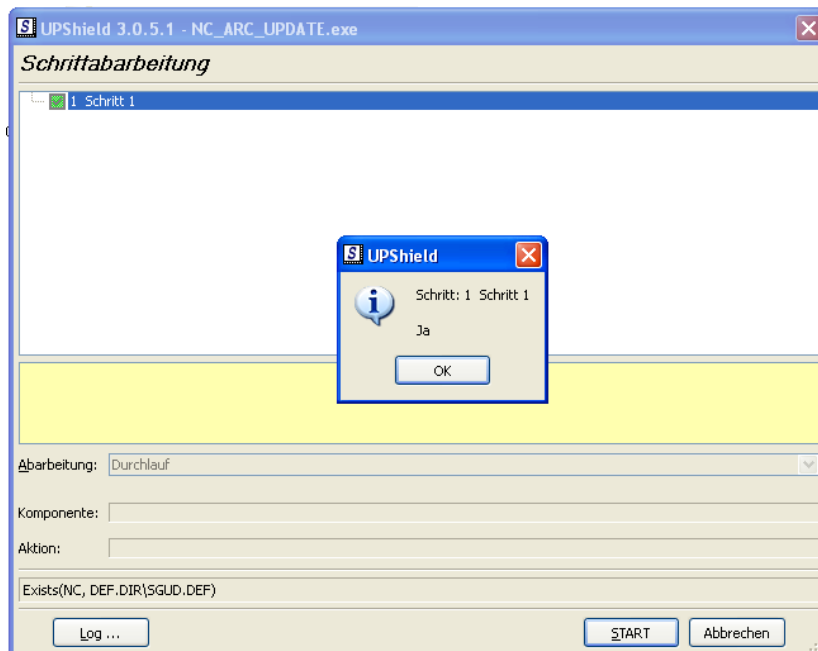 UPShield 3.0.5.1 - NC_ARC_UPDATE.exe
Schrittabarbeitung
1 Schritt 1
UPShield
Schritt: 1 Schritt 1
Ja
OK
Abarbeitung: Durchlauf
Komponente:
Aktion:
Exists(NC, DEF.DIR\SGUD.DEF)
Log ... START Abbrechen